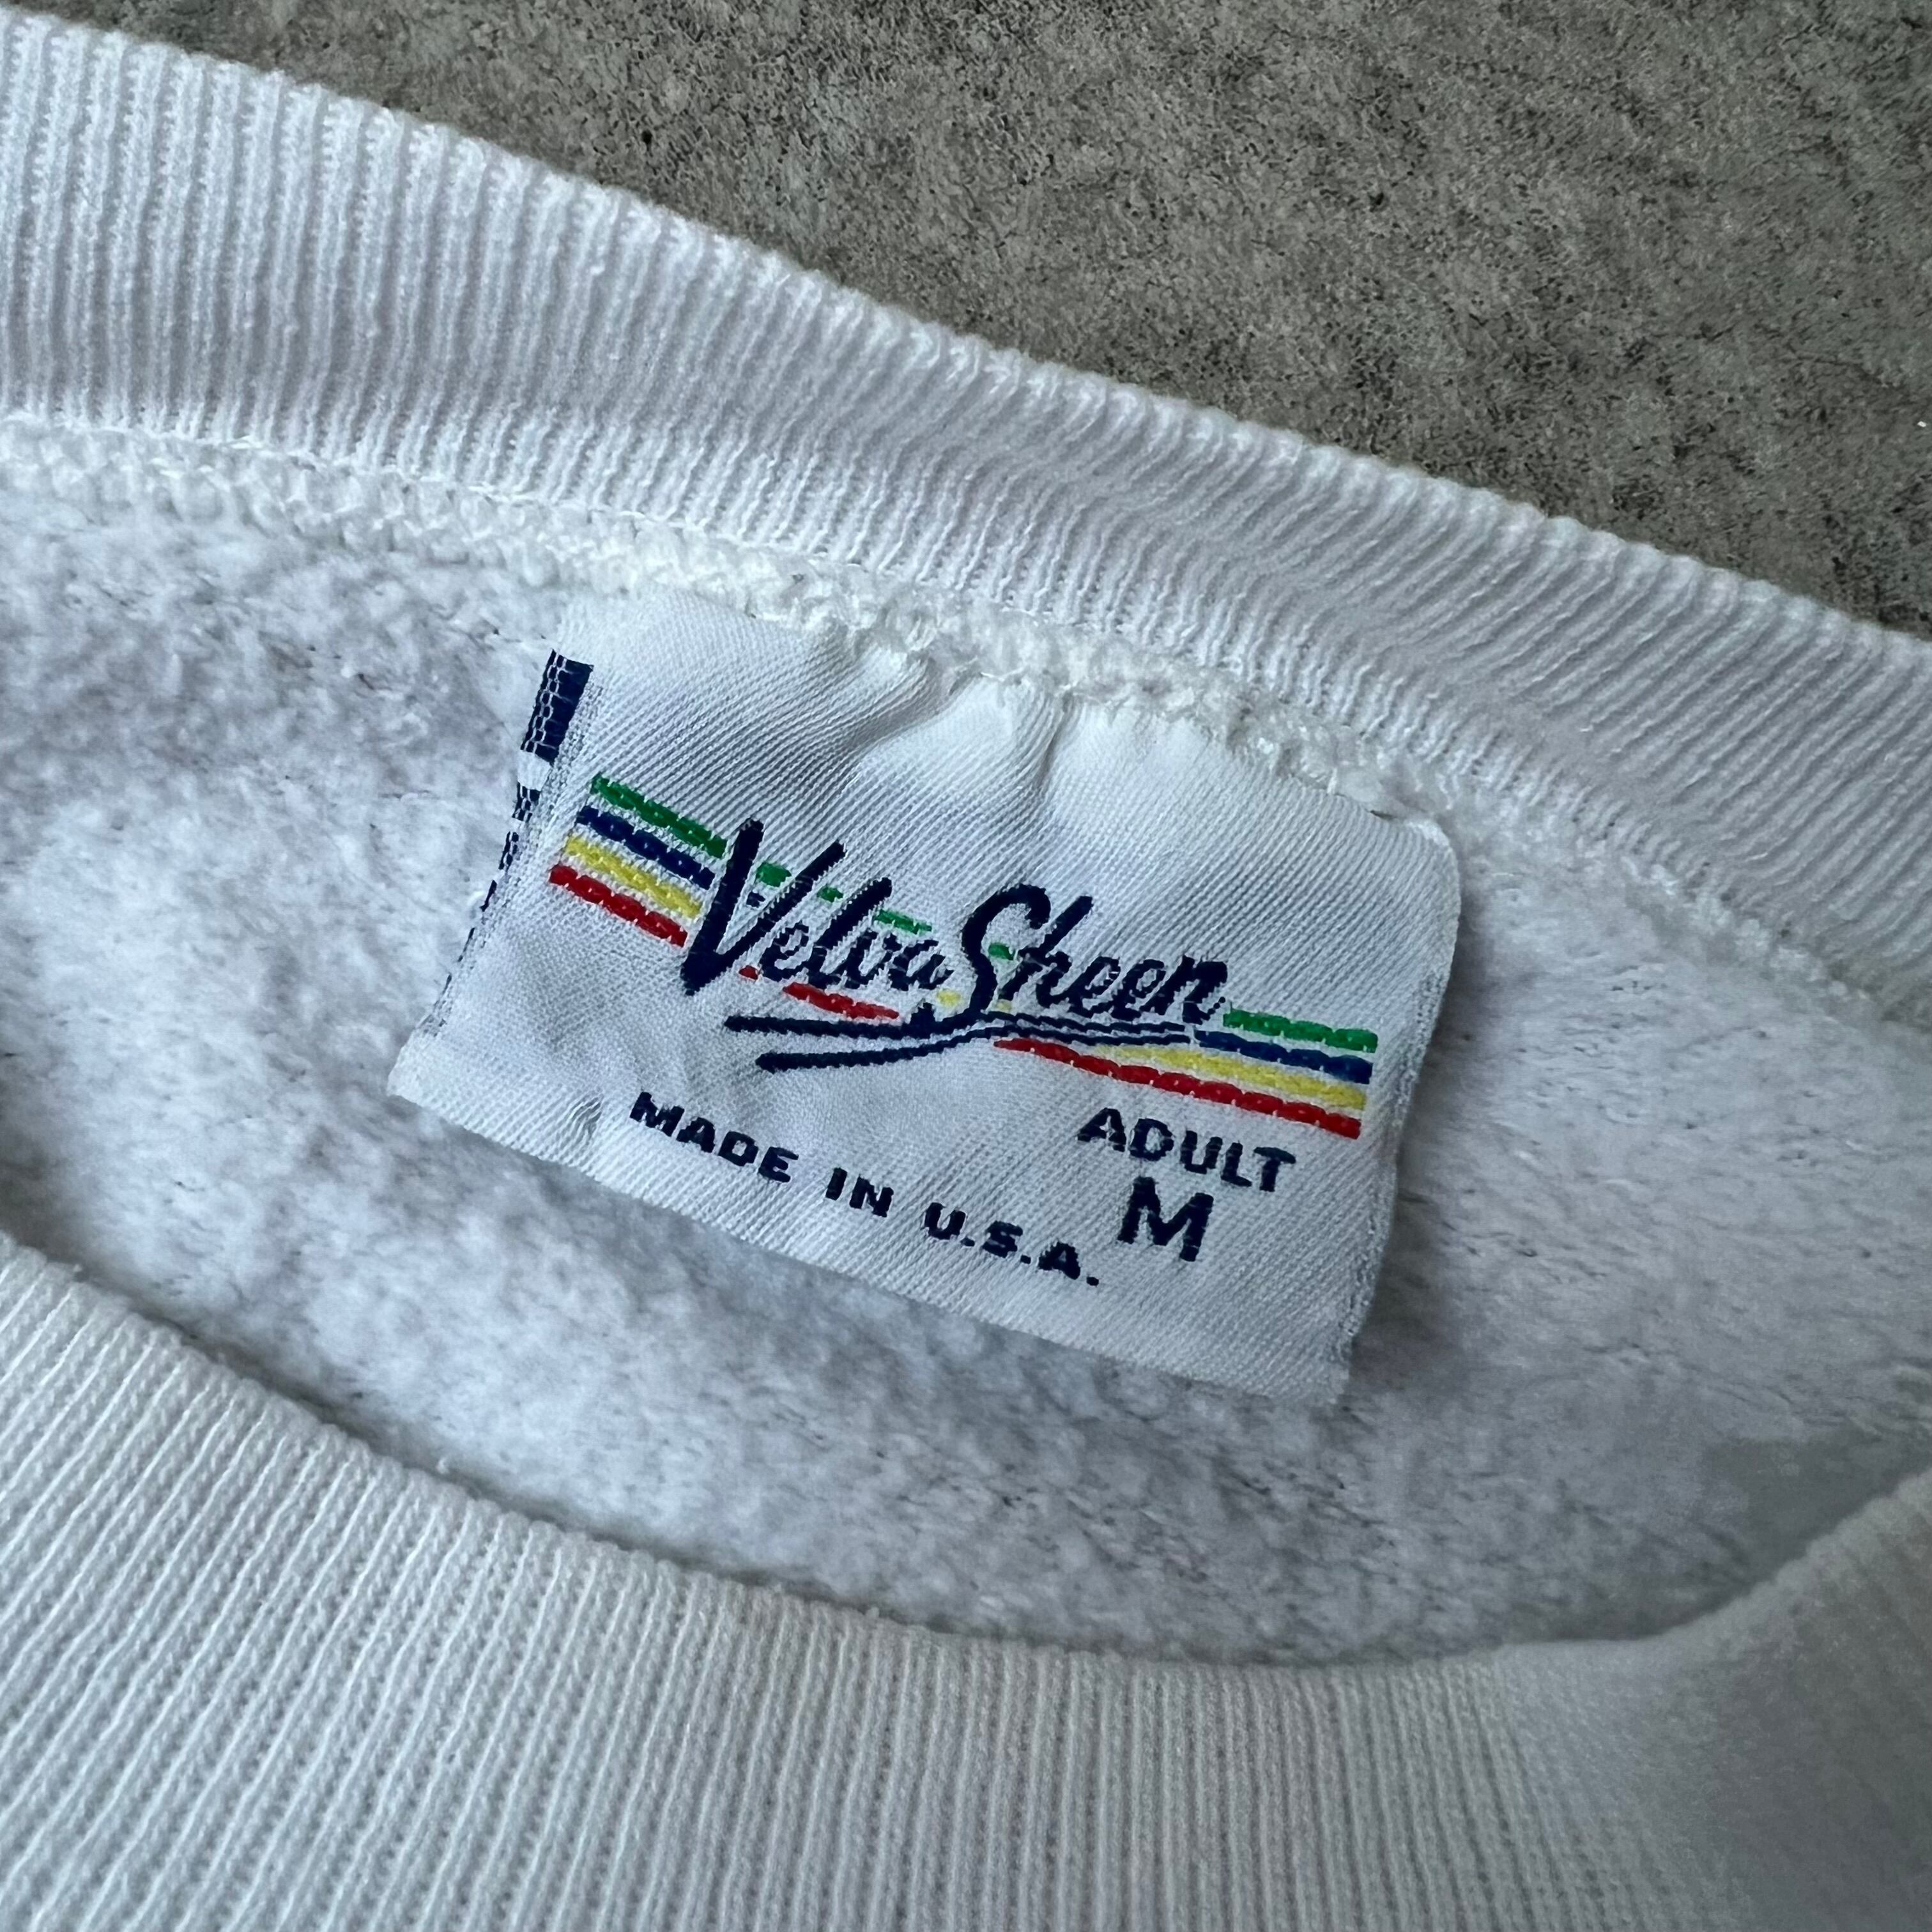 Velva Sheen
ADULT
M
MADE IN U.S.A.